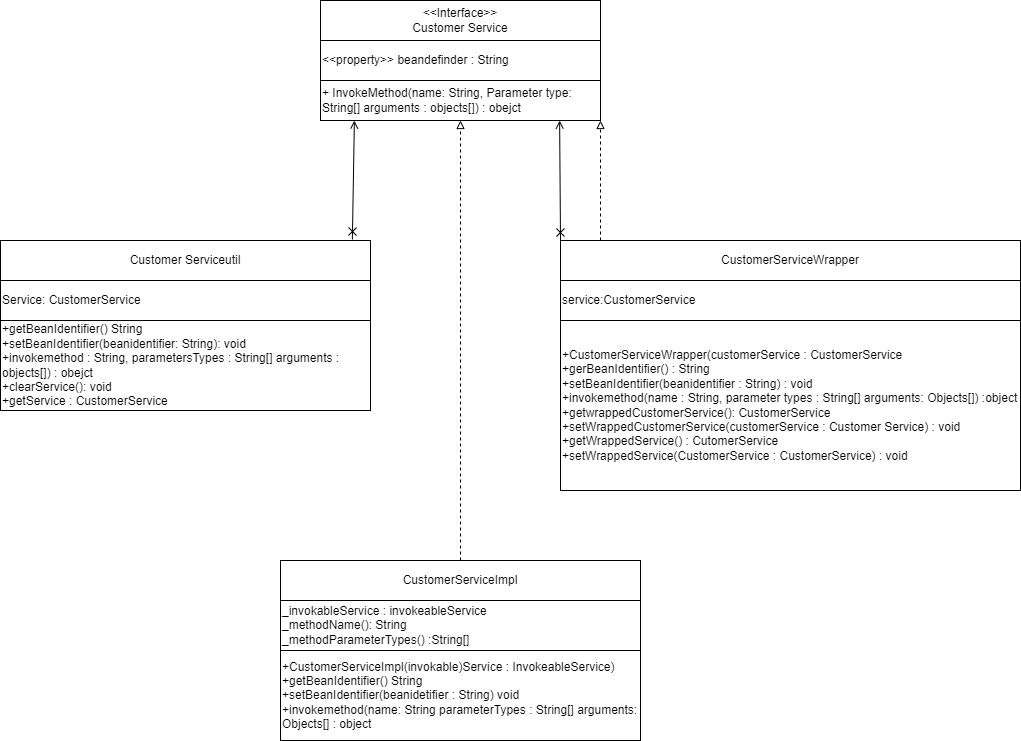 <<Interface>>
Customer Service
<<property>> beandefinder : String
+ InvokeMethod(name: String, Parameter type:
String[] arguments : objects[]) : obejct
Customer Serviceutil
Service: CustomerService
+getBeanIdentifier() String
+setBeanIdentifier(beanidentifier: String): void
+invokemethod : String, parametersTypes : String[] arguments :
objects[]) : obejct
+clearService(): void
+getService : CustomerService
CustomerServiceWrapper
service:CustomerService
+CustomerServiceWrapper(customerService : CustomerService
+gerBeanIdentifier() : String
+setBeanIdentifier(beanidentifier : String) : void
+invokemethod(name : String, parameter types : String[] arguments: Objects[]) :object
+getwrappedCustomerService(): CustomerService
+setWrappedCustomerService(customerService : Customer Service) : void
+getWrappedService() : CutomerService
+setWrappedService(CustomerService : CustomerService) : void
CustomerServiceImpl
_invokableService : invokeableService
_methodName(): String
_methodParameterTypes() :String[]
+CustomerServiceImpl(invokable)Service : InvokeableService)
+getBeanIdentifier() String
+setBeanIdentifier(beanidetifier : String) void
+invokemethod(name: String parameterTypes : String[] arguments:
Objects[] : object